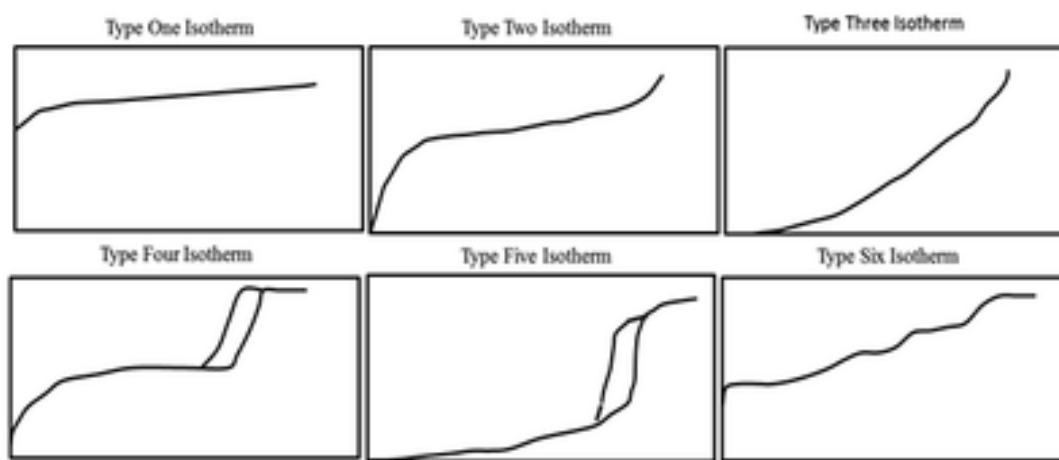 Type One Isotherm
Type Two Isotherm
Type Three Isotherm
Type Four Isotherm
Type Five Isotherm
Type Six Isotherm